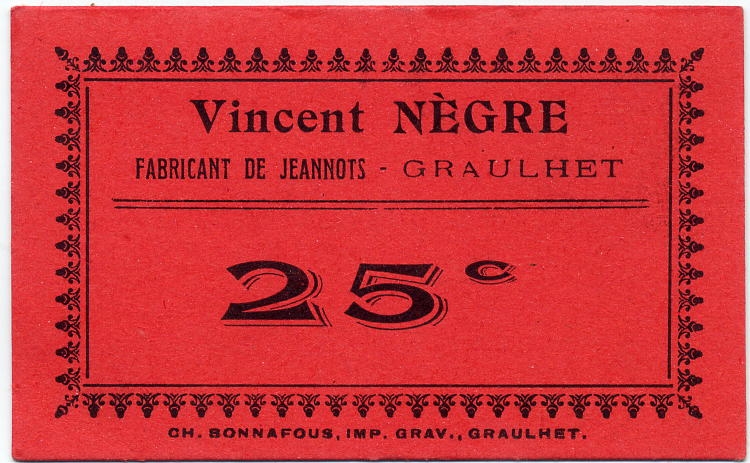 Vincent NÈGRE
FABRICANT DE JEANNOTS - GRAULHET
25c
CH. BONNAFOUS, IMP. GRAV., GRAULHET.